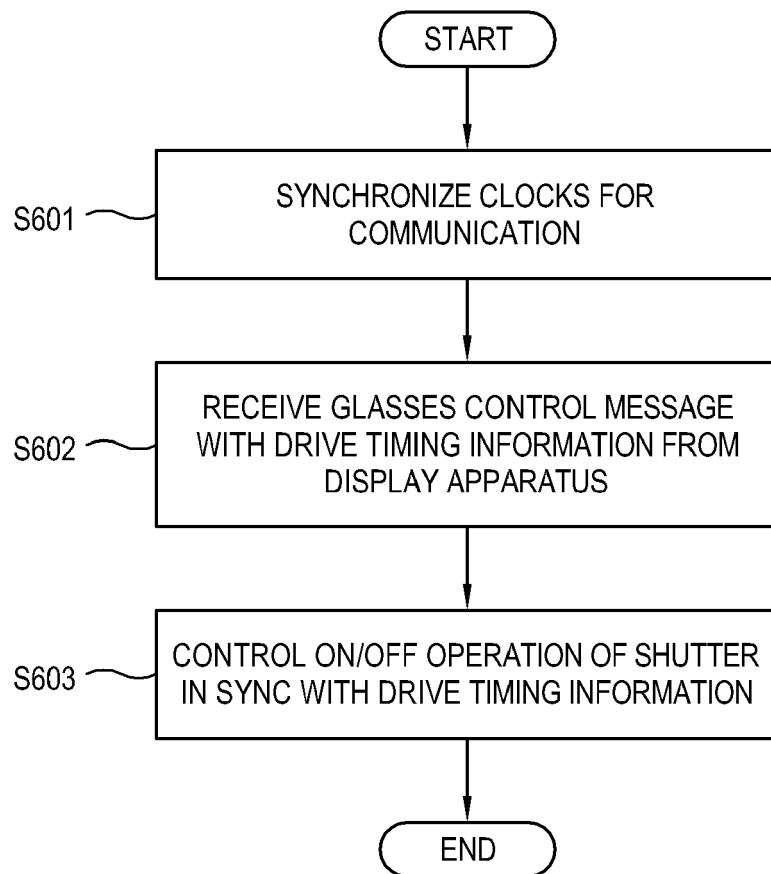 START
S601
SYNCHRONIZE CLOCKS FOR
COMMUNICATION
S602
RECEIVE GLASSES CONTROL MESSAGE
WITH DRIVE TIMING INFORMATION FROM
DISPLAY APPARATUS
S603
CONTROL ON/OFF OPERATION OF SHUTTER
IN SYNC WITH DRIVE TIMING INFORMATION
END